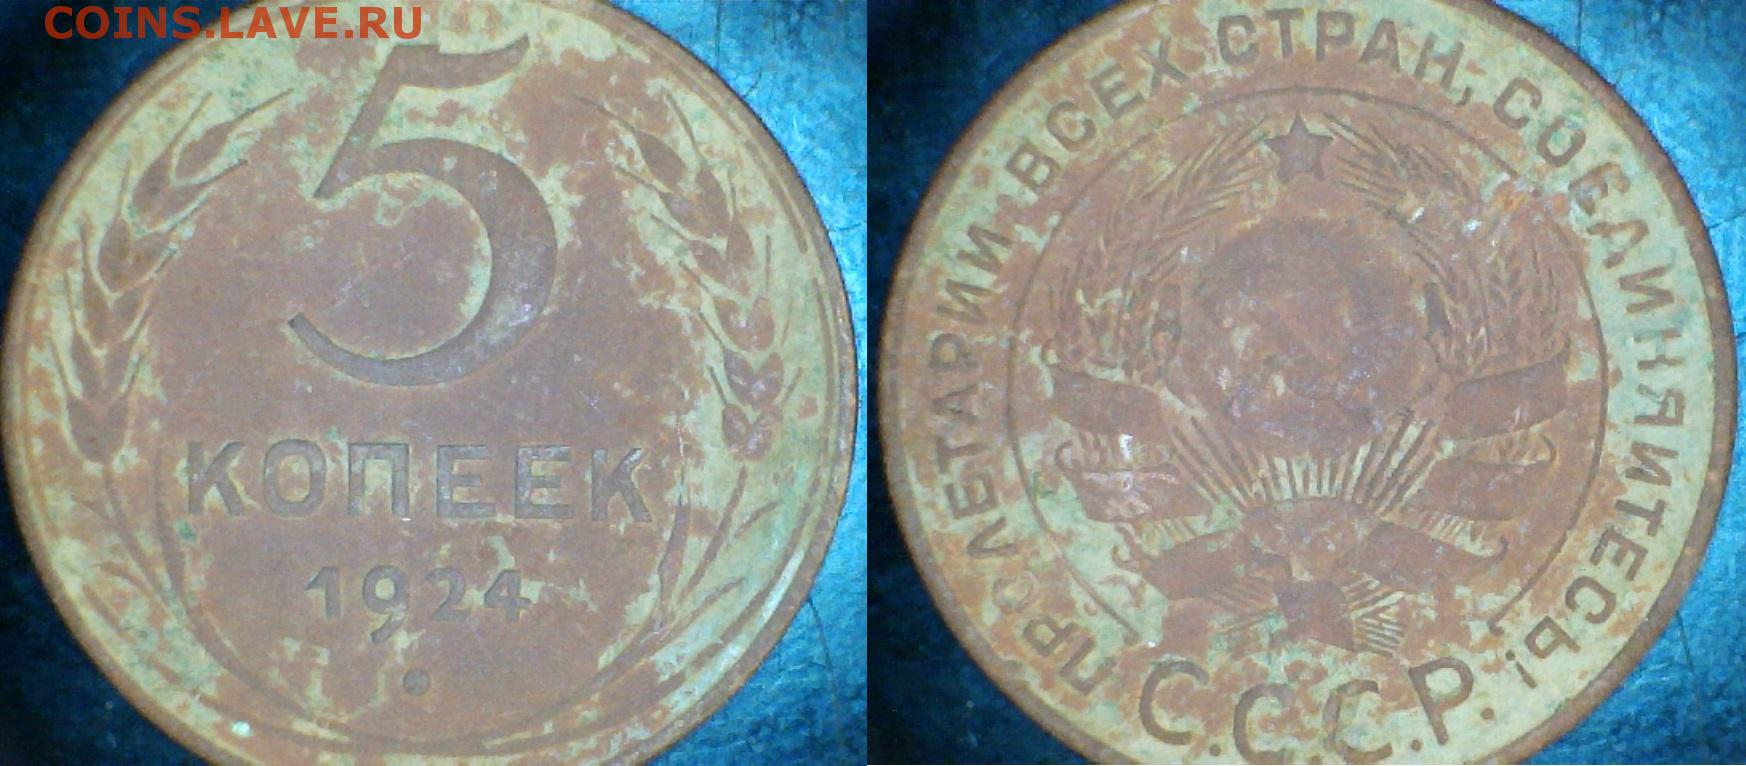 COINS.LAVE.RU
5
КОПЕЕК
1924
ПРОЛЕТАРИИ ВСЕХ СТРАН, СОЕДИНЯЙТЕСЬ!
С.С.С.Р.